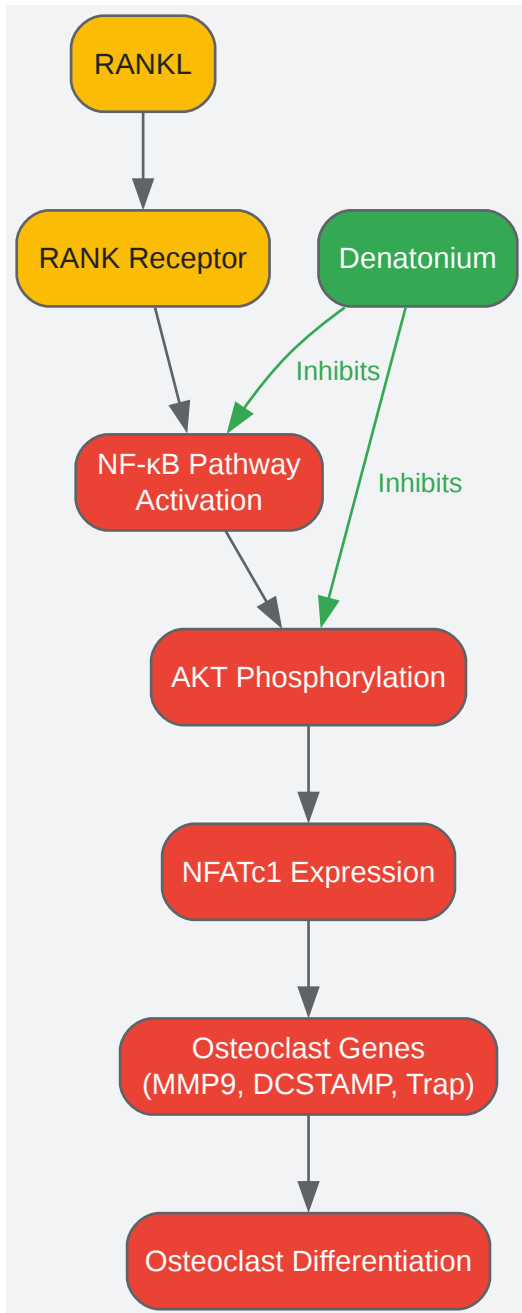 RANKL
RANK Receptor
Denatonium
Inhibits
NF-κB Pathway
Activation
Inhibits
AKT Phosphorylation
NFATc1 Expression
Osteoclast Genes
(MMP9, DCSTAMP, Trap)
Osteoclast Differentiation